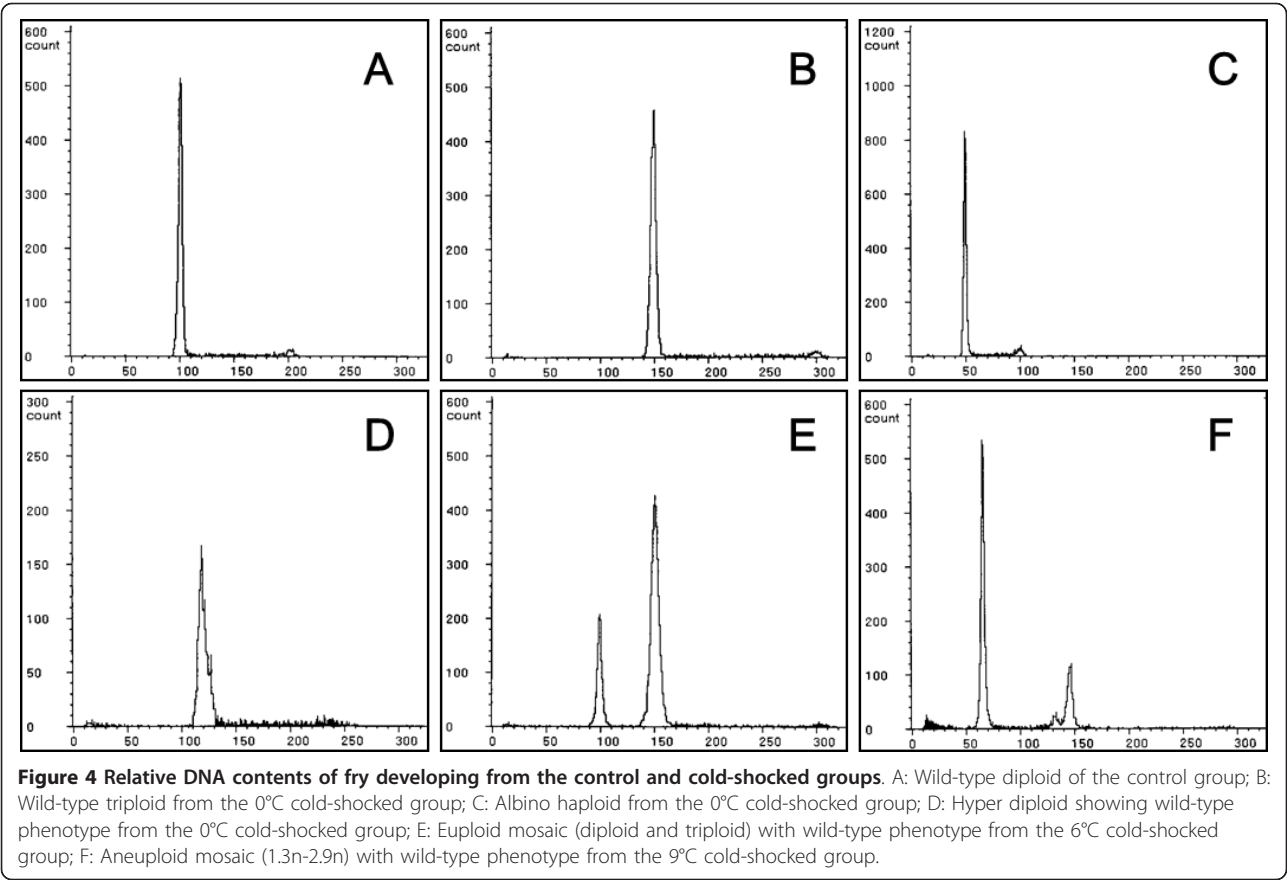 600
count
500
400
300
200
100
0
0 50 100 150 200 250 300
A
600
count
500
400
300
200
100
0
0 50 100 150 200 250 300
B
1200
count
1000
800
600
400
200
0
0 50 100 150 200 250 300
C
300
count
250
200
150
100
50
0
0 50 100 150 200 250 300
D
600
count
500
400
300
200
100
0
0 50 100 150 200 250 300
E
600
count
500
400
300
200
100
0
0 50 100 150 200 250 300
F
Figure 4 Relative DNA contents of fry developing from the control and cold-shocked groups. A: Wild-type diploid of the control group; B:
Wild-type triploid from the 0°C cold-shocked group; C: Albino haploid from the 0°C cold-shocked group; D: Hyper diploid showing wild-type
phenotype from the 0°C cold-shocked group; E: Euploid mosaic (diploid and triploid) with wild-type phenotype from the 6°C cold-shocked
group; F: Aneuploid mosaic (1.3n-2.9n) with wild-type phenotype from the 9°C cold-shocked group.